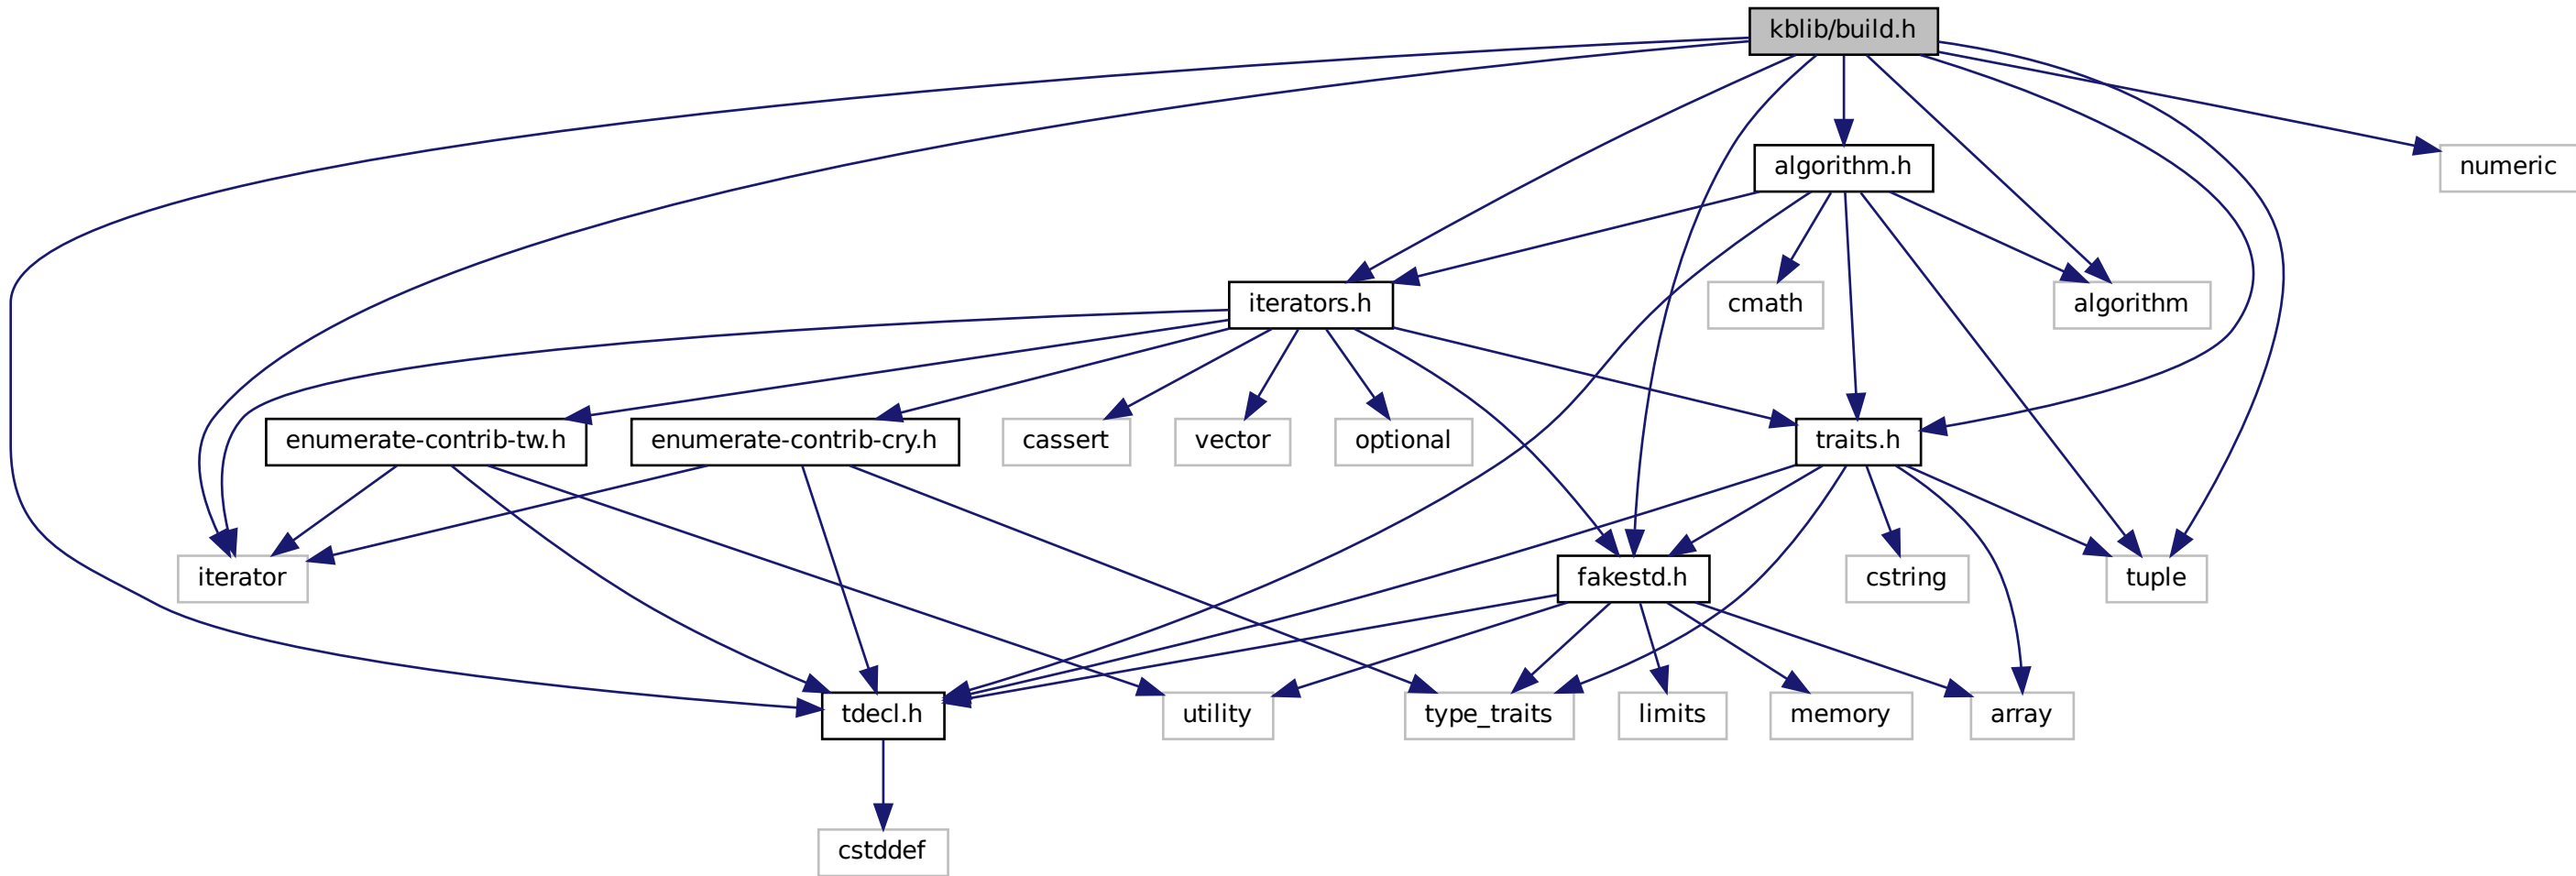 kblib/build.h
algorithm.h
numeric
iterators.h
cmath
algorithm
enumerate-contrib-tw.h
enumerate-contrib-cry.h
cassert
vector
optional
traits.h
iterator
fakestd.h
cstring
tuple
tdecl.h
utility
type_traits
limits
memory
array
cstddef